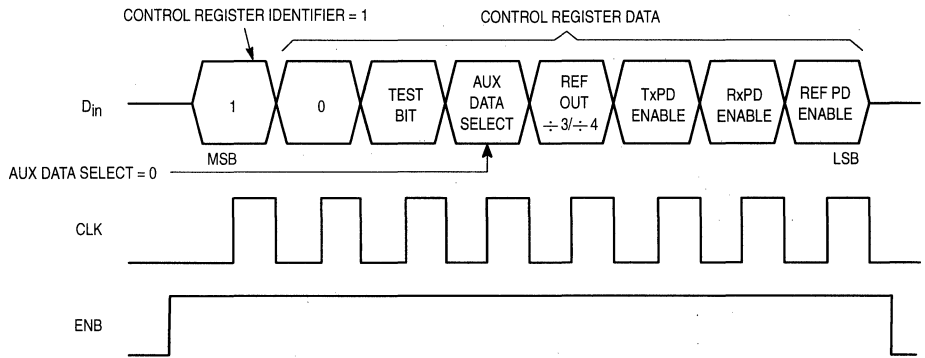 CONTROL REGISTER IDENTIFIER = 1
CONTROL REGISTER DATA
Din
1
0
TEST
BIT
AUX
DATA
SELECT
REF
OUT
÷3/÷4
TxPD
ENABLE
RxPD
ENABLE
REF PD
ENABLE
MSB
LSB
AUX DATA SELECT = 0
CLK
ENB